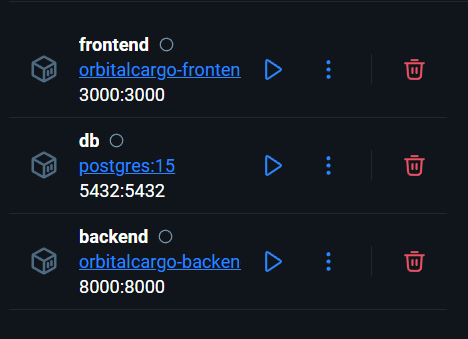 frontend
orbitalcargo-fronten
3000:3000
db
postgres:15
5432:5432
backend
orbitalcargo-backen
8000:8000